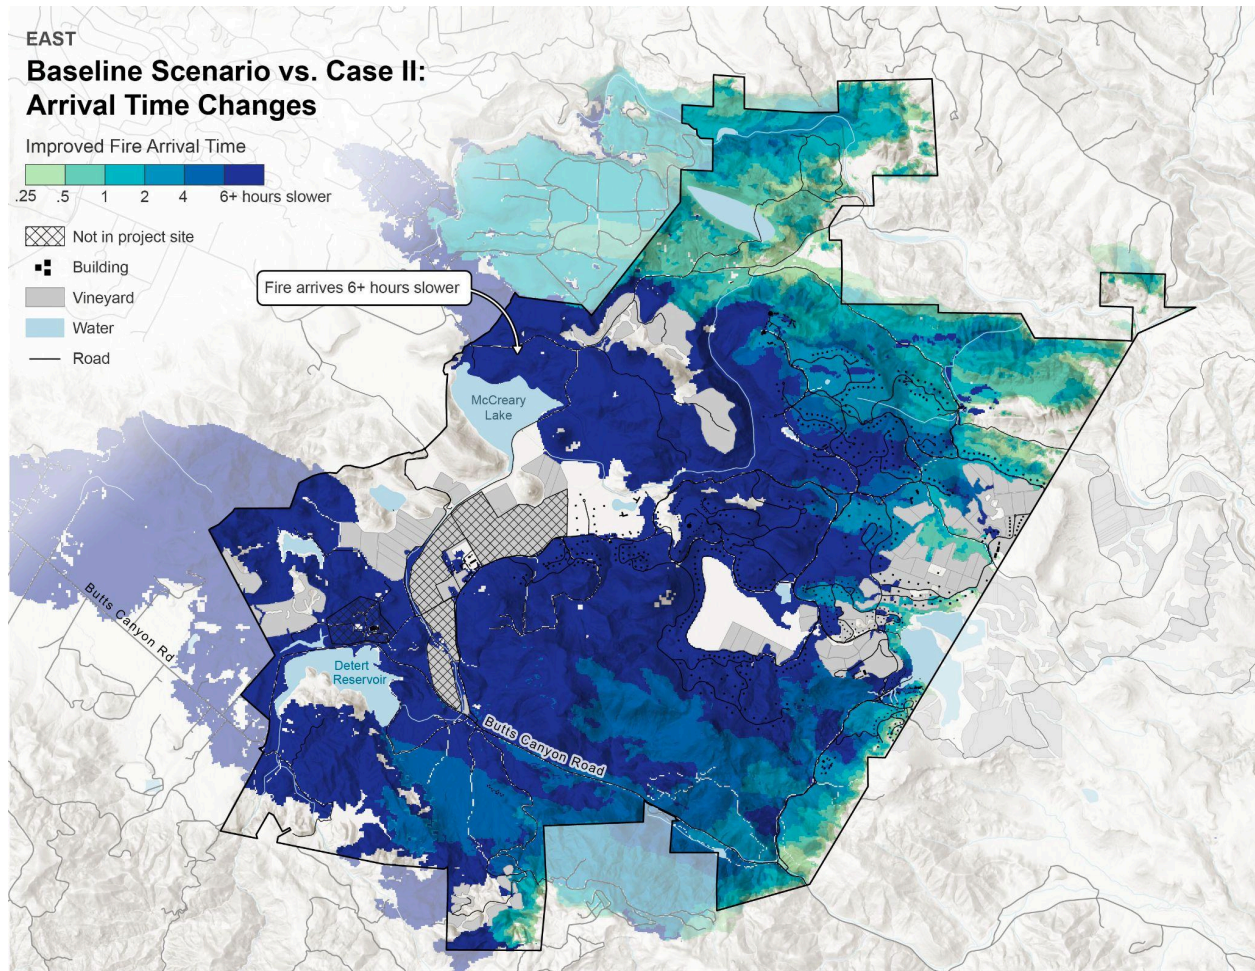 EAST
Baseline Scenario vs. Case II:
Arrival Time Changes
Improved Fire Arrival Time
.25 .5 1 2 4 6+ hours slower
Not in project site
Building
Vineyard
Water
Road
Fire arrives 6+ hours slower
McCreary
Lake
Butts Canyon Rd
Detert
Reservoir
Butts Canyon Road